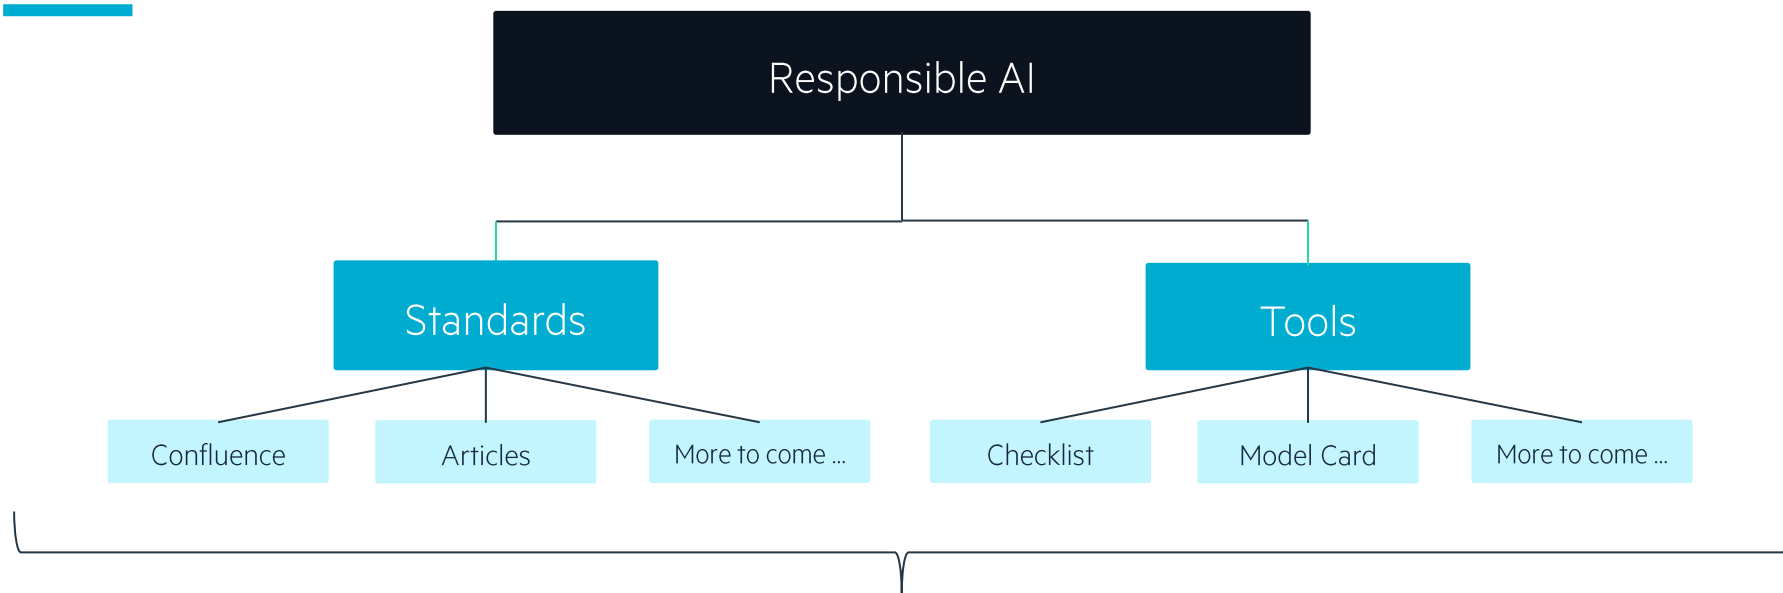 Responsible AI
Standards
Tools
Confluence
Articles
More to come ...
Checklist
Model Card
More to come ...